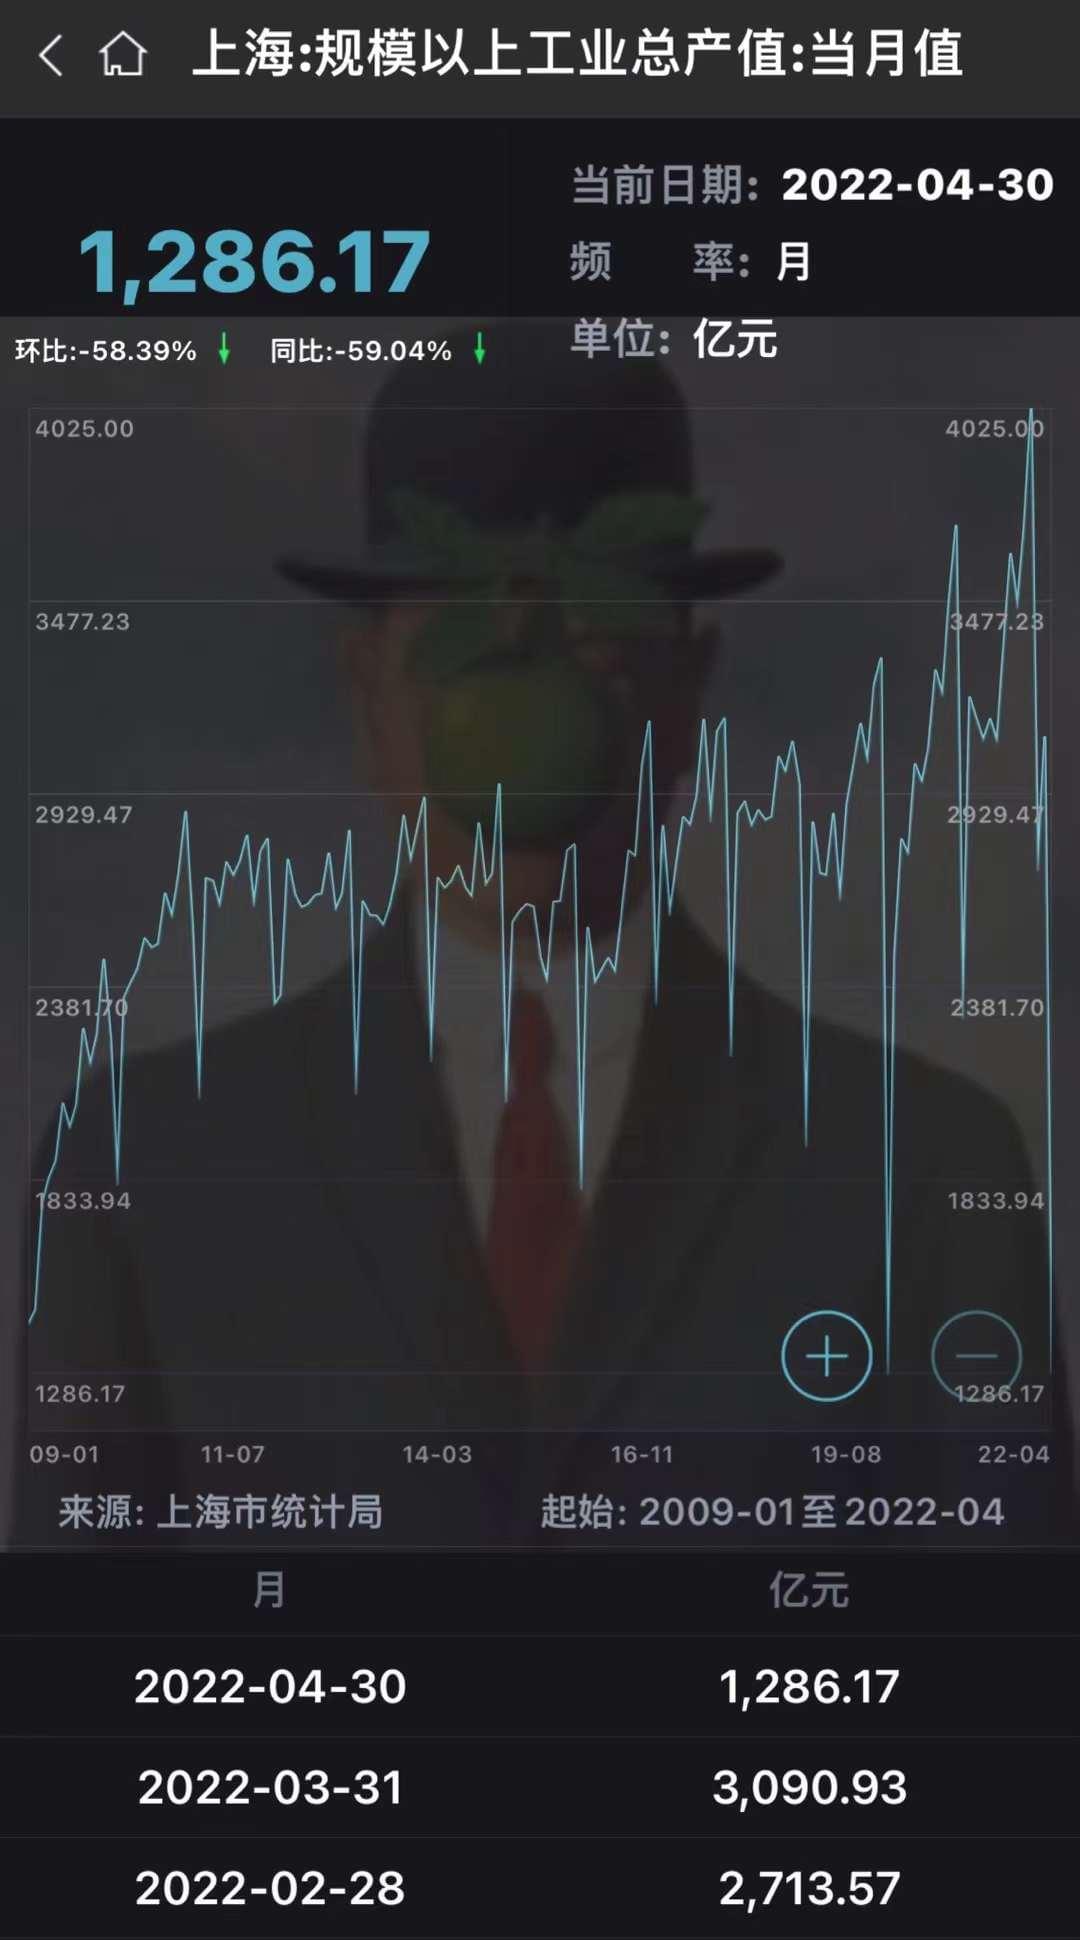 上海:规模以上工业总产值:当月值
1,286.17
当前日期: 2022-04-30
频 率: 月
单位: 亿元
环比:-58.39% 同比:-59.04%
4025.00 4025.00
3477.23 3477.23
2929.47 2929.47
2381.70 2381.70
1833.94 1833.94
1286.17 1286.17
09-01 11-07 14-03 16-11 19-08 22-04
来源: 上海市统计局 起始: 2009-01至2022-04
月 亿元
2022-04-30 1,286.17
2022-03-31 3,090.93
2022-02-28 2,713.57